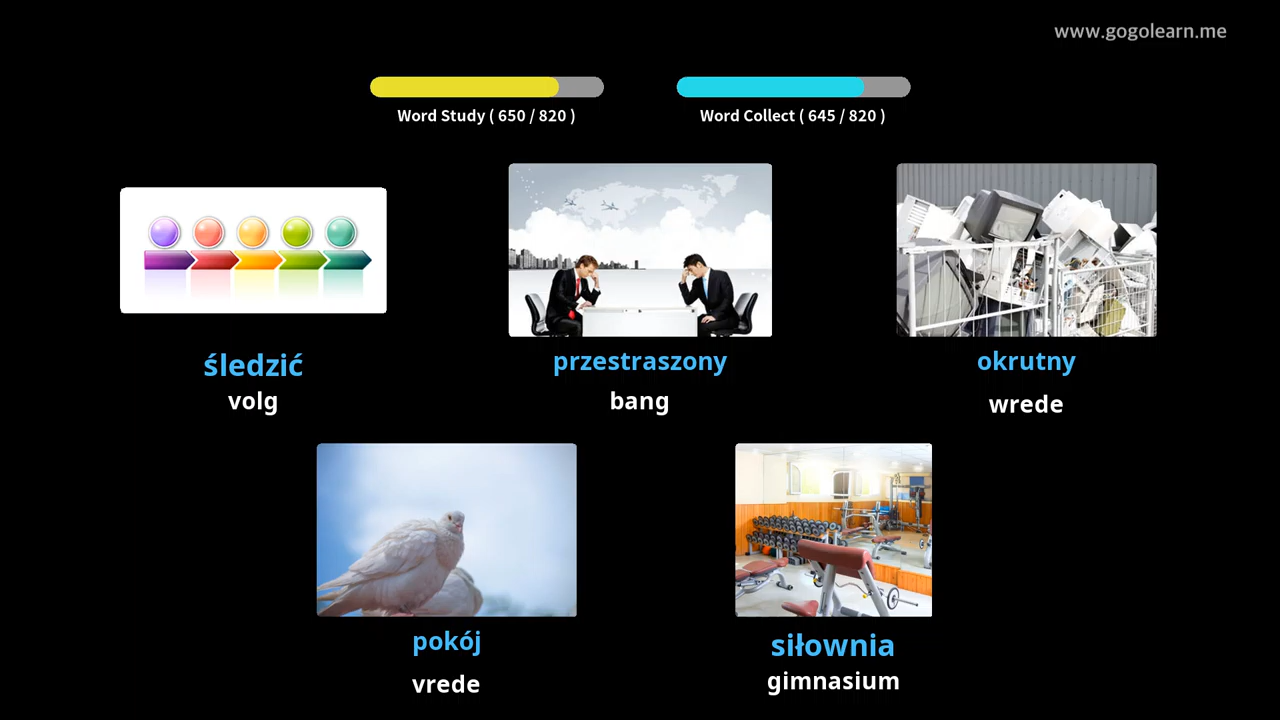 www.gogolearn.me
Word Study ( 650 / 820 )
Word Collect ( 645 / 820 )
śledzić
volg
przestraszony
bang
okrutny
wrede
pokój
vrede
siłownia
gimnasium